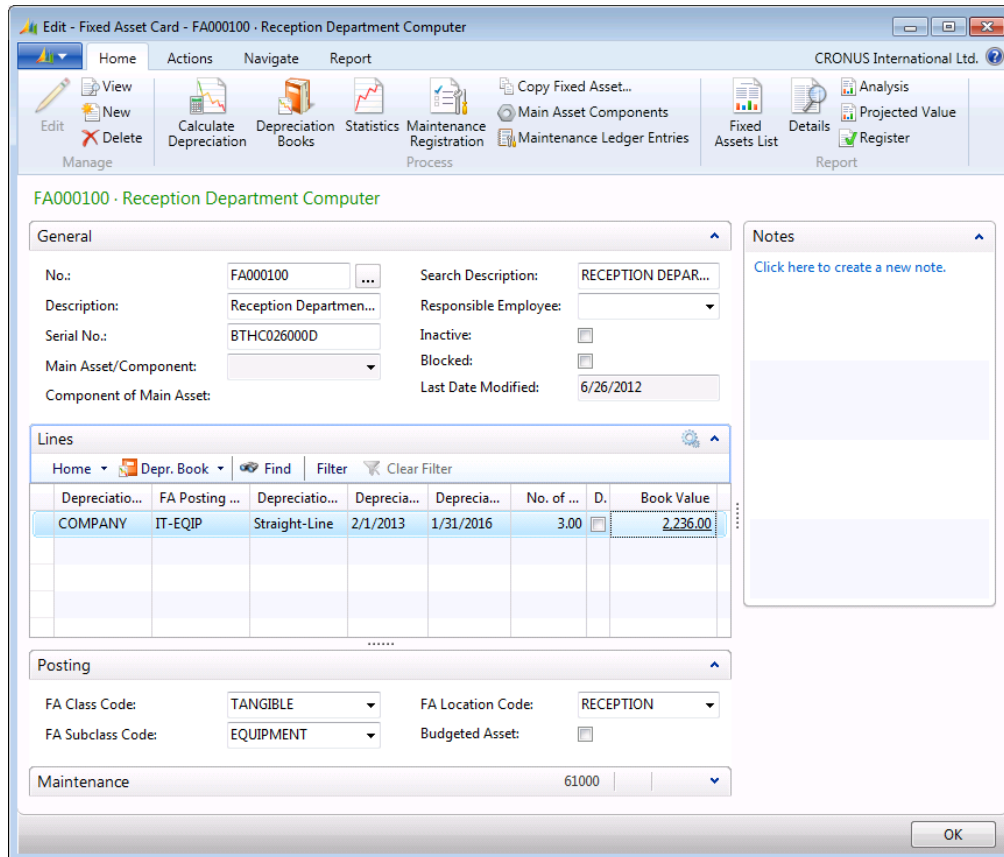 Edit - Fixed Asset Card - FA000100 · Reception Department Computer
Home Actions Navigate Report CRONUS International Ltd.
Edit
View
New
Delete
Manage
Calculate Depreciation
Depreciation Books
Statistics
Maintenance Registration
Copy Fixed Asset...
Main Asset Components
Maintenance Ledger Entries
Process
Fixed Assets List
Details
Analysis
Projected Value
Register
Report
FA000100 · Reception Department Computer
General
No.: FA000100 ...
Description: Reception Departmen...
Serial No.: BTHC026000D
Main Asset/Component:
Component of Main Asset:
Search Description: RECEPTION DEPAR...
Responsible Employee:
Inactive:
Blocked:
Last Date Modified: 6/26/2012
Notes
Click here to create a new note.
Lines
Home Depr. Book Find Filter Clear Filter
Depreciatio... FA Posting ... Depreciatio... Deprecia... Deprecia... No. of ... D. Book Value
COMPANY IT-EQIP Straight-Line 2/1/2013 1/31/2016 3.00 2,236.00
Posting
FA Class Code: TANGIBLE
FA Subclass Code: EQUIPMENT
FA Location Code: RECEPTION
Budgeted Asset:
Maintenance 61000
OK